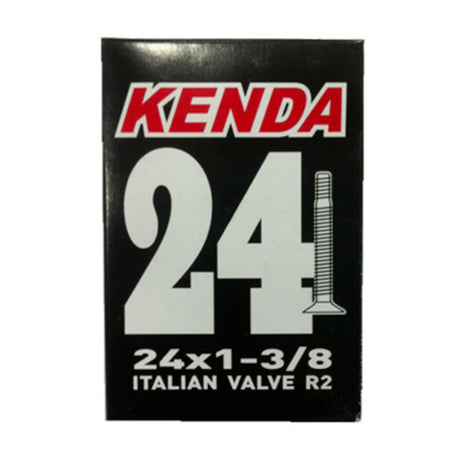 KENDA
24
24x1-3/8
ITALIAN VALVE R2